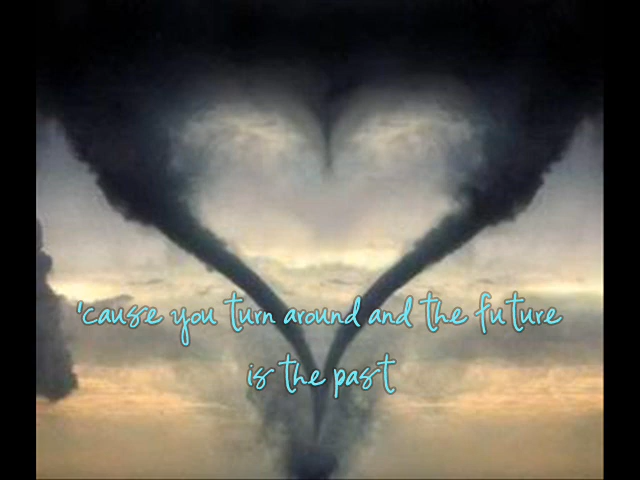 'cause you turn around and the future
is the past